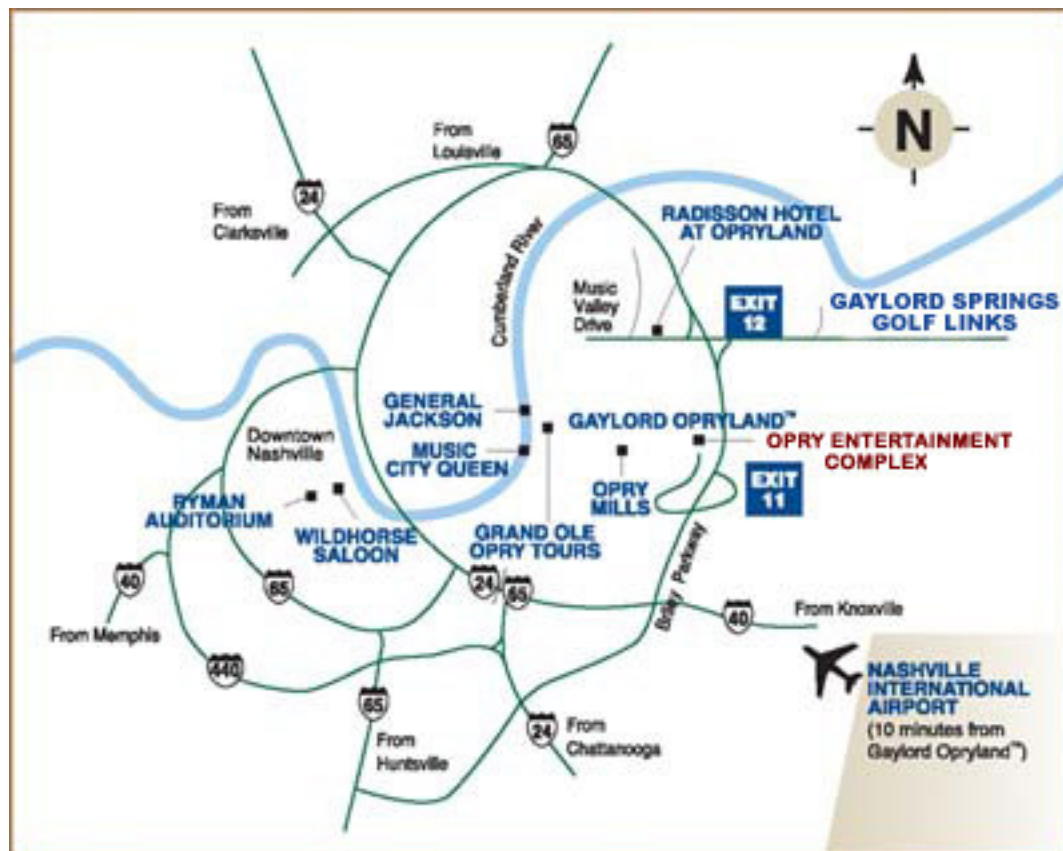 From
Louisville
65
N
24
From
Clarksville
RADISSON HOTEL
AT OPRYLAND
Cumberland River
Music
Valley
Drive
EXIT
12
GAYLORD SPRINGS
GOLF LINKS
GENERAL
JACKSON
MUSIC
CITY QUEEN
GAYLORD OPRYLAND™
OPRY ENTERTAINMENT
COMPLEX
Downtown
Nashville
RYMAN
AUDITORIUM
WILDHORSE
SALOON
OPRY
MILLS
EXIT
11
GRAND OLE
OPRY TOURS
Briley Parkway
40
65
24
65
40
From Knoxville
From Memphis
440
65
24
From
Huntsville
From
Chattanooga
NASHVILLE
INTERNATIONAL
AIRPORT
(10 minutes from
Gaylord Opryland™)